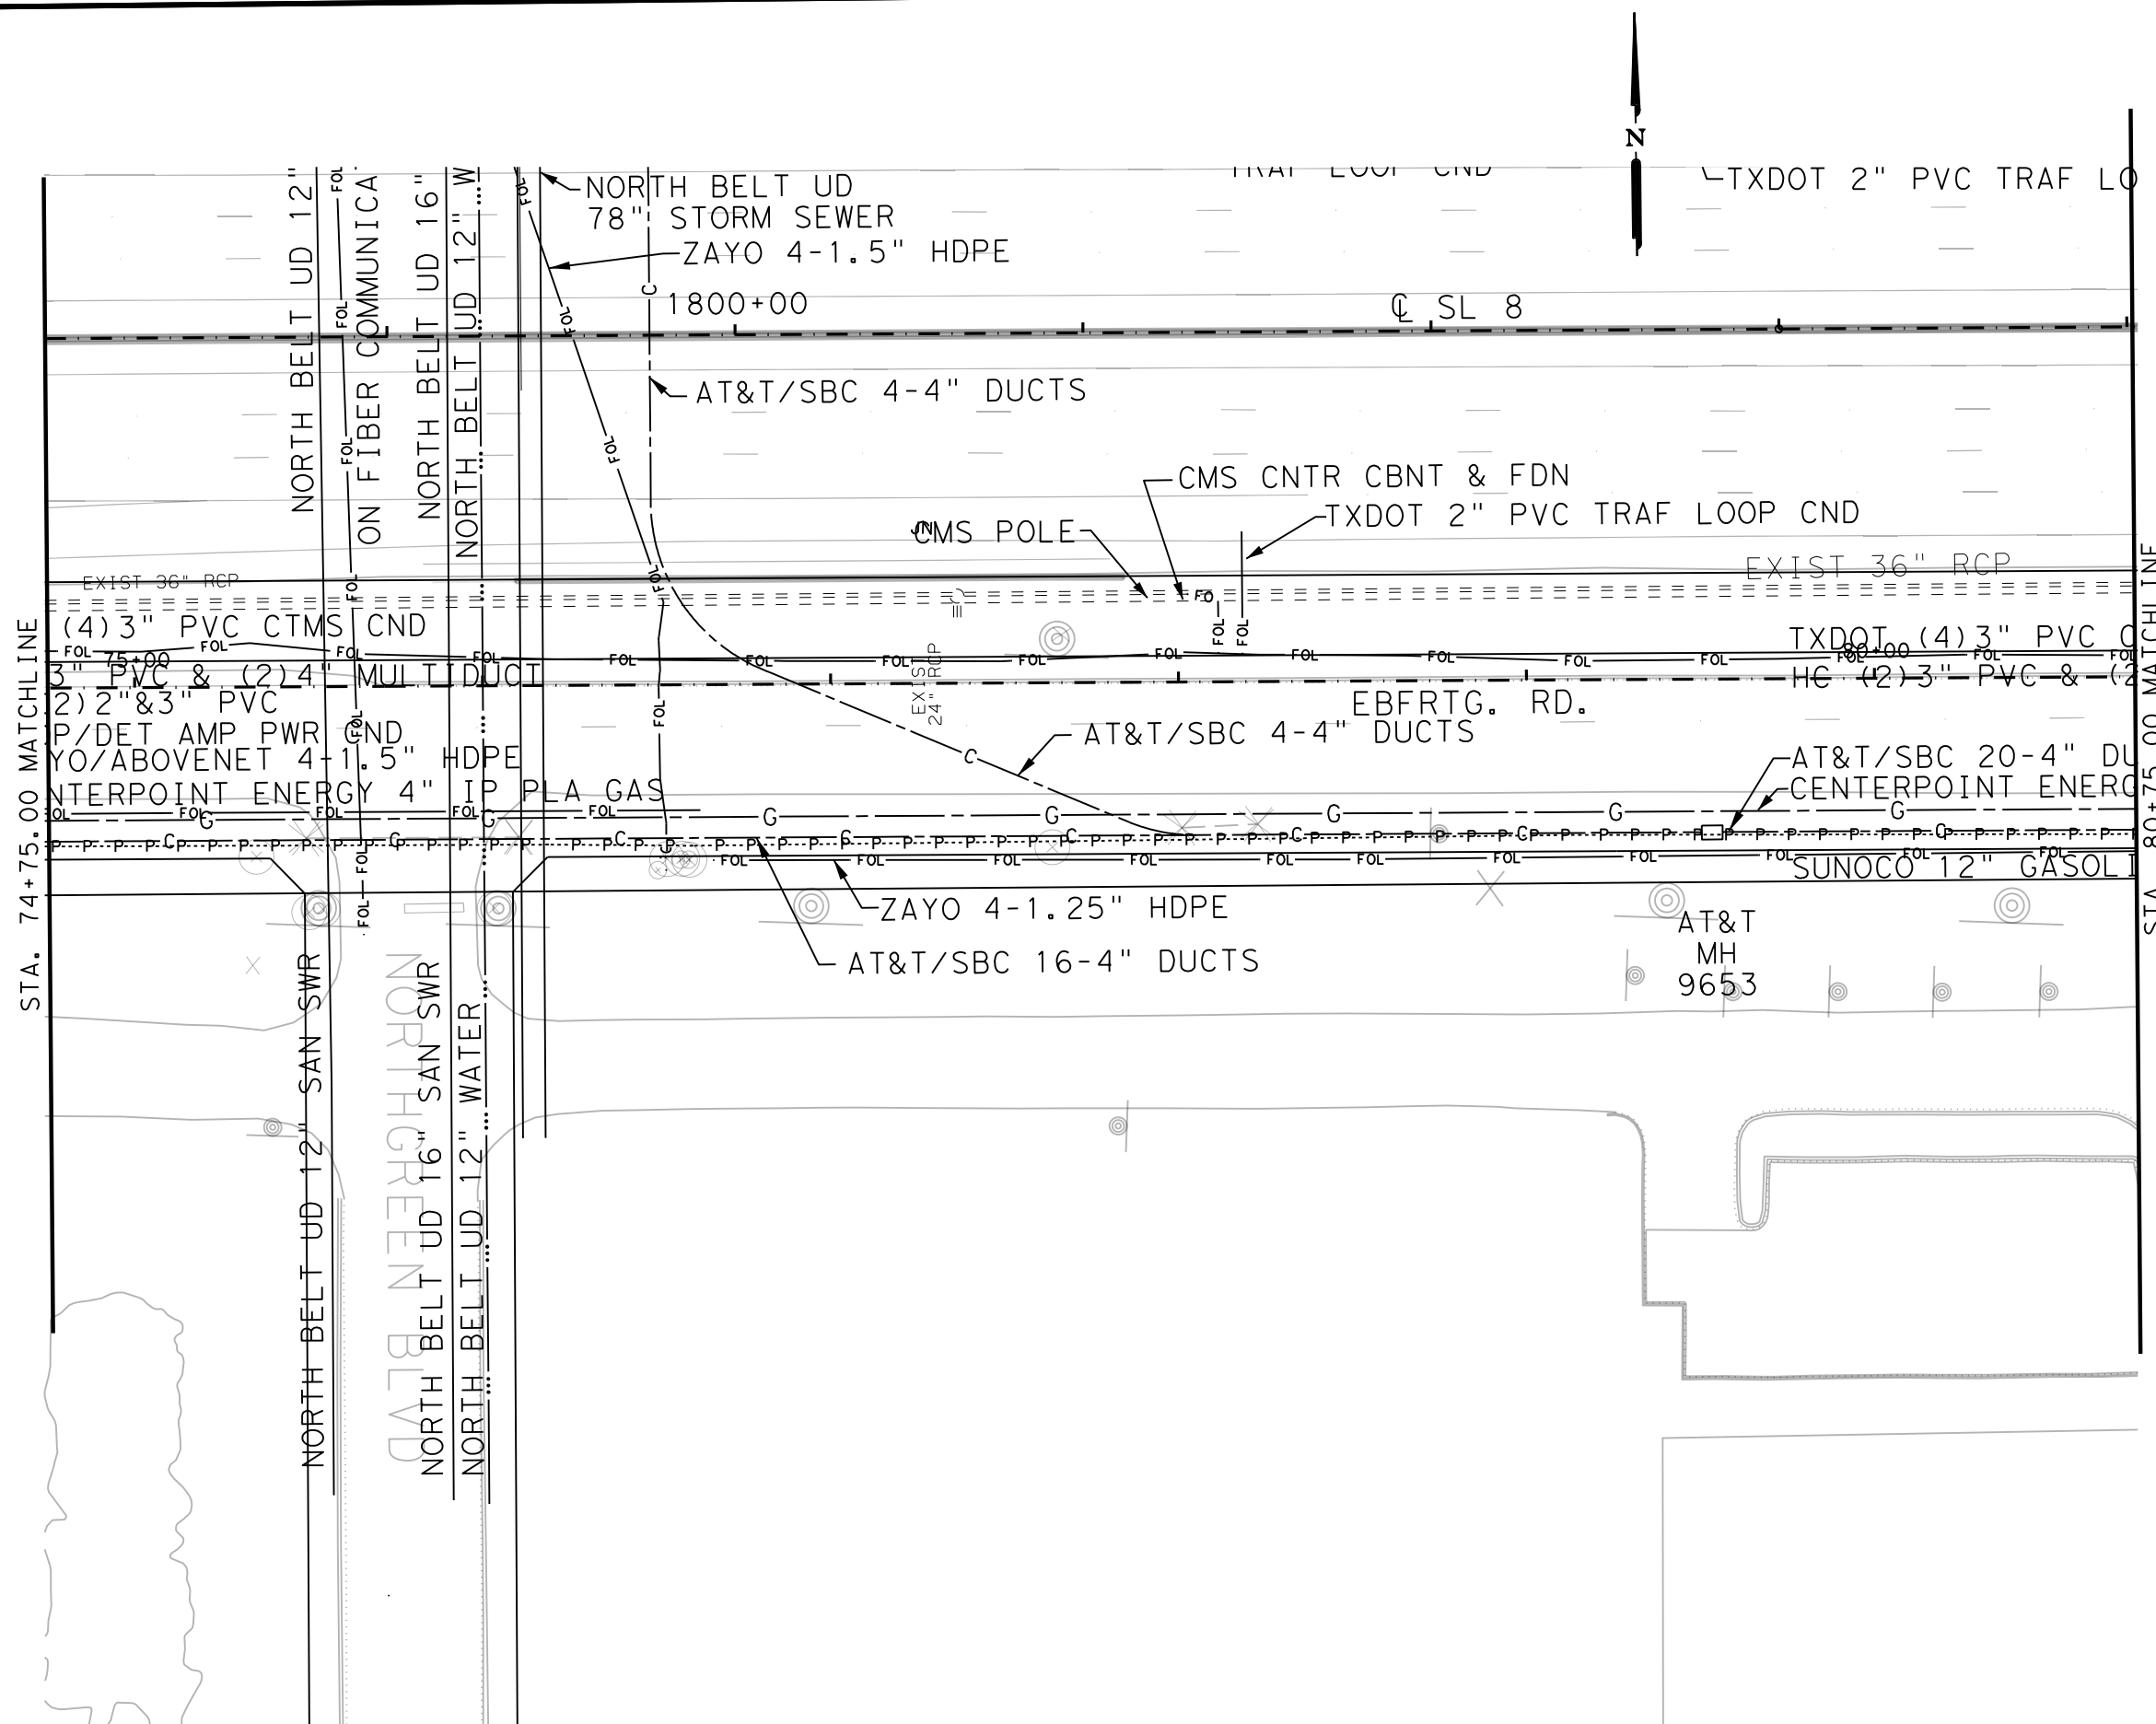 N
NORTH BELT UD
78" STORM SEWER
ZAYO 4-1.5" HDPE
TRAF LOOP CND
TXDOT 2" PVC TRAF LO
1800+00
℄ SL 8
AT&T/SBC 4-4" DUCTS
NORTH BELT UD 12"
ON FIBER COMMUNICA
NORTH BELT UD 16"
NORTH BELT UD 12" W
CMS CNTR CBNT & FDN
CMS POLE
TXDOT 2" PVC TRAF LOOP CND
EXIST 36" RCP
EXIST 36" RCP
(4)3" PVC CTMS CND
75+00
3" PVC & (2)4" MULTIDUCT
2)2"&3" PVC
P/DET AMP PWR CND
YO/ABOVENET 4-1.5" HDPE
NTERPOINT ENERGY 4" IP PLA GAS
24" RCP
TXDOT (4)3" PVC C
80+00
HC (2)3" PVC & (2
EBFRTG. RD.
AT&T/SBC 4-4" DUCTS
AT&T/SBC 20-4" DU
CENTERPOINT ENERG
SUNOCO 12" GASOLI
ZAYO 4-1.25" HDPE
AT&T/SBC 16-4" DUCTS
AT&T
MH
9653
STA. 74+75.00 MATCHLINE
STA. 80+75.00 MATCHLINE
NORTH BELT UD 12" SAN SWR
NORTHGREEN BLVD
NORTH BELT UD 16" SAN SWR
NORTH BELT UD 12" WATER